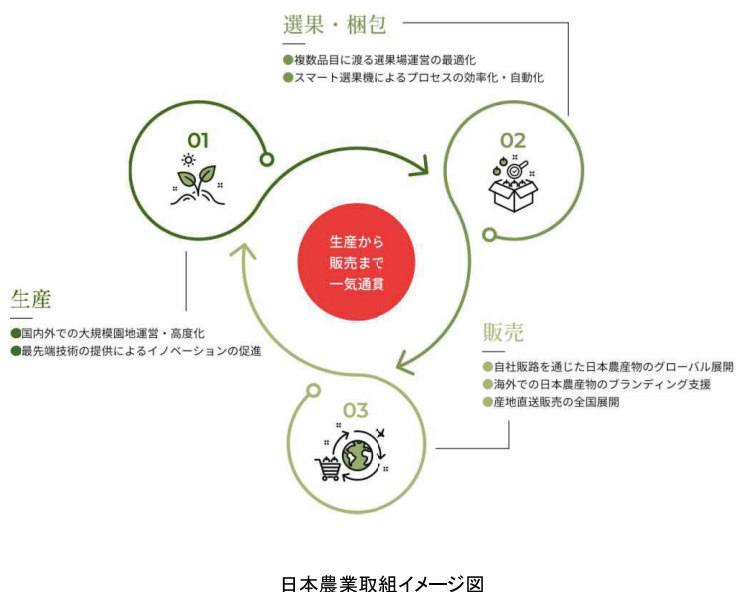 選果・梱包
●複数品目に渡る選果場運営の最適化
●スマート選果機によるプロセスの効率化・自動化
01
02
生産から
販売まで
一気通貫
生産
●国内外での大規模園地運営・高度化
●最先端技術の提供によるイノベーションの促進
販売
●自社販路を通じた日本農産物のグローバル展開
●海外での日本農産物のブランディング支援
●産地直送販売の全国展開
03
日本農業取組イメージ図